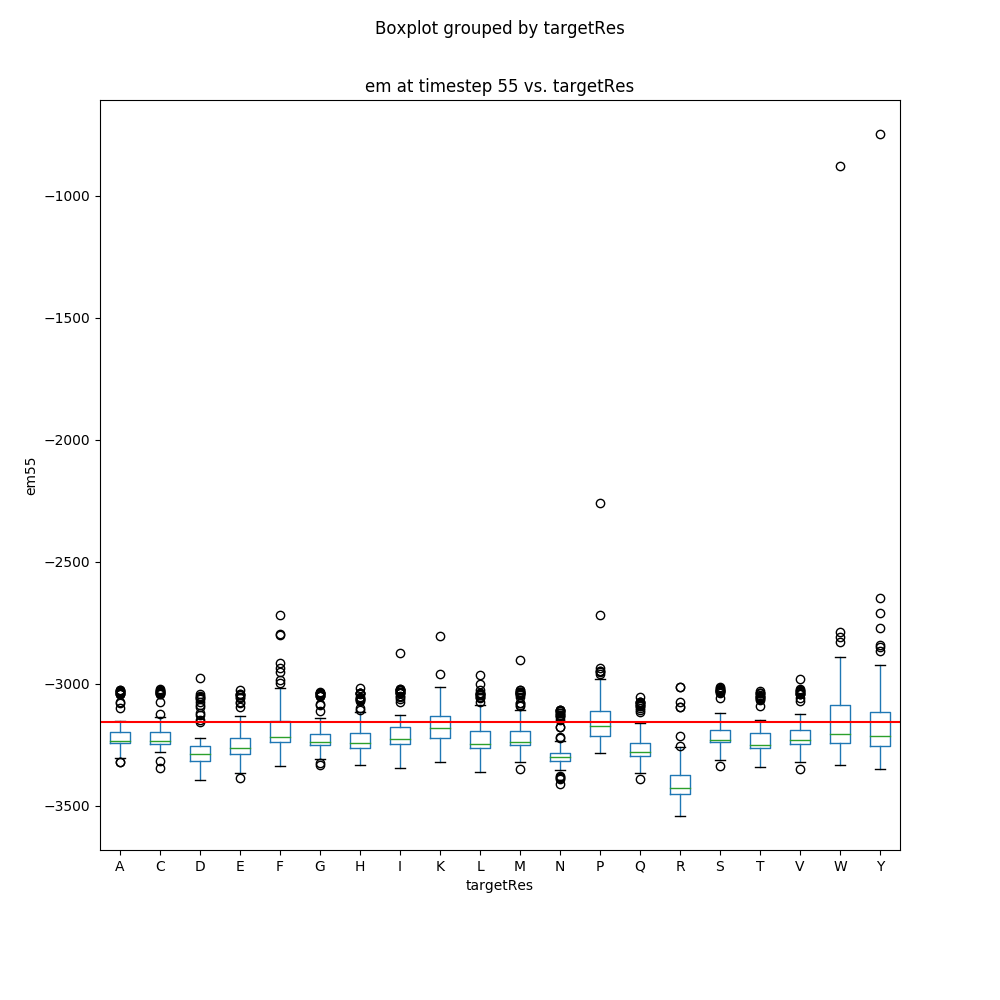 Boxplot grouped by targetRes
em at timestep 55 vs. targetRes
−1000
−1500
−2000
−2500
−3000
−3500
em55
A C D E F G H I K L M N P Q R S T V W Y
targetRes